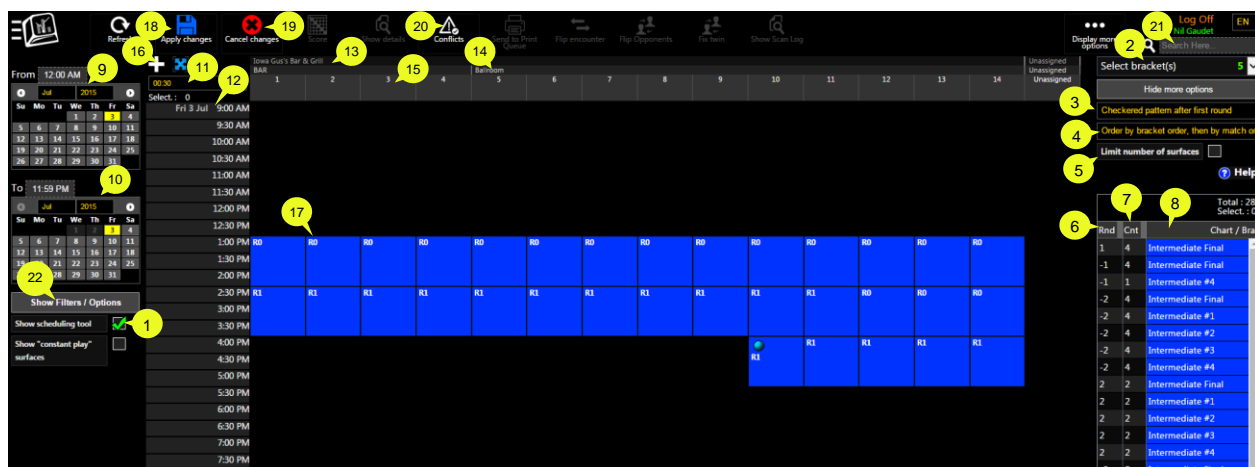 Refresh
18
Apply changes
19
Cancel changes
Score
Show details
20
Conflicts
Send to Print Queue
Flip encounter
Flip Opponents
Fix twin
Show Scan Log
Display more options
21
Log Off
EN
Nil Gaudet
Search Here...
16
11
12
13
14
15
Iowa Gus's Bar & Grill
Unassigned
BAR
Ballroom
Unassigned
1 2 3 4 5 6 7 8 9 10 11 12 13 14 Unassigned
00:30
Select. : 0
From 12:00 AM
9
Jul 2015
Su Mo Tu We Th Fr Sa
1 2 3 4
5 6 7 8 9 10 11
12 13 14 15 16 17 18
19 20 21 22 23 24 25
26 27 28 29 30 31
To 11:59 PM
10
Jul 2015
Su Mo Tu We Th Fr Sa
1 2 3 4
5 6 7 8 9 10 11
12 13 14 15 16 17 18
19 21 22 23 24 25
28 29 30 31
22
Show Filters / Options
Show scheduling tool
1
Show "constant play" surfaces
Fri 3 Jul 9:00 AM
9:30 AM
10:00 AM
10:30 AM
11:00 AM
11:30 AM
12:00 PM
12:30 PM
17
1:00 PM R0 R0 R0 R0 R0 R0 R0 R0 R0 R0 R0 R0 R0 R0
1:30 PM
2:00 PM
2:30 PM R1 R1 R1 R1 R1 R1 R1 R1 R1 R1 R1 R0 R0 R0
3:00 PM
3:30 PM
4:00 PM R1 R1 R1 R1
4:30 PM R1
5:00 PM
5:30 PM
6:00 PM
6:30 PM
7:00 PM
7:30 PM
2
Select bracket(s) 5
Hide more options
3
Checkered pattern after first round
4
Order by bracket order, then by match
5
Limit number of surfaces
Help
Total : 28
Select. : 0
6
7
8
Rnd Cnt Chart / Bra
1 4 Intermediate Final
-1 4 Intermediate Final
-1 1 Intermediate #4
-2 4 Intermediate Final
-2 4 Intermediate #1
-2 4 Intermediate #2
-2 4 Intermediate #3
-2 4 Intermediate #4
2 2 Intermediate Final
2 2 Intermediate #1
2 2 Intermediate #2
2 2 Intermediate #3
2 2 Intermediate #4